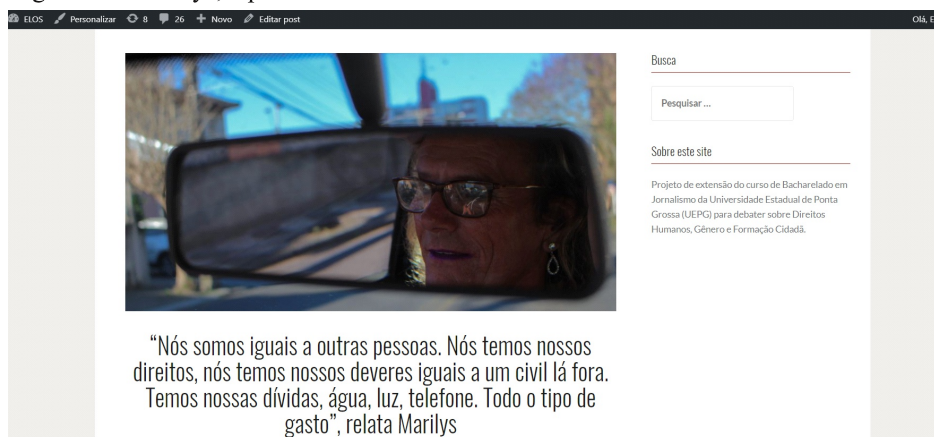 ELOS Personalizar 8 26 + Novo Editar post Olá, E
Busca
Pesquisar ...
Sobre este site
Projeto de extensão do curso de Bacharelado em
Jornalismo da Universidade Estadual de Ponta
Grossa (UEPG) para debater sobre Direitos
Humanos, Gênero e Formação Cidadã.
“Nós somos iguais a outras pessoas. Nós temos nossos
direitos, nós temos nossos deveres iguais a um civil lá fora.
Temos nossas dívidas, água, luz, telefone. Todo o tipo de
gasto”, relata Marilys